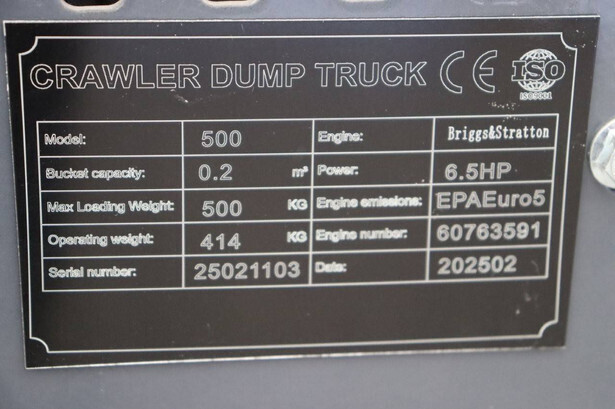 CRAWLER DUMP TRUCK CE ISO
ISO9001
Model: 500 Engine: Briggs&Stratton
Bucket capacity: 0.2 m³ Power: 6.5HP
Max Loading Weight: 500 KG Engine emissions: EPAEuro5
Operating weight: 414 KG Engine number: 60763591
Serial number: 25021103 Date: 202502